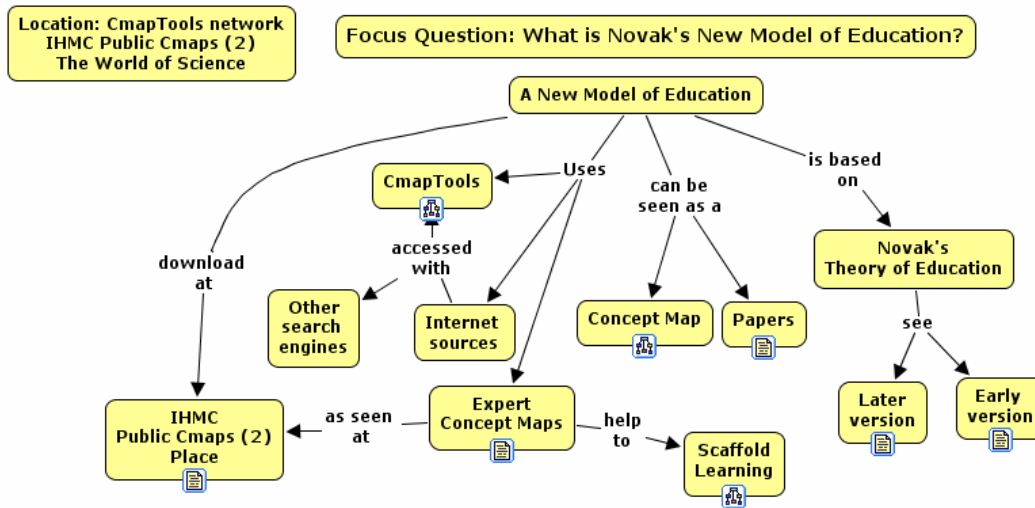 Location: CmapTools network
IHMC Public Cmaps (2)
The World of Science
Focus Question: What is Novak's New Model of Education?
A New Model of Education
Uses
is based
on
CmapTools
can be
seen as a
accessed
with
download
at
Novak's
Theory of Education
Other
search
engines
Internet
sources
Concept Map
Papers
see
IHMC
Public Cmaps (2)
Place
as seen
at
Expert
Concept Maps
help
to
Scaffold
Learning
Later
version
Early
version